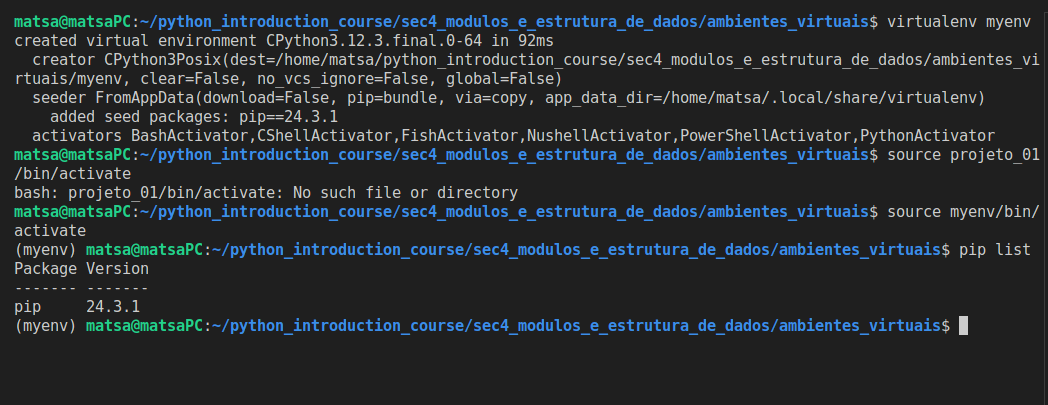 matsa@matsaPC:~/python_introduction_course/sec4_modulos_e_estrutura_de_dados/ambientes_virtuais$ virtualenv myenv
created virtual environment CPython3.12.3.final.0-64 in 92ms
  creator CPython3Posix(dest=/home/matsa/python_introduction_course/sec4_modulos_e_estrutura_de_dados/ambientes_vi
rtuais/myenv, clear=False, no_vcs_ignore=False, global=False)
  seeder FromAppData(download=False, pip=bundle, via=copy, app_data_dir=/home/matsa/.local/share/virtualenv)
    added seed packages: pip==24.3.1
  activators BashActivator,CShellActivator,FishActivator,NushellActivator,PowerShellActivator,PythonActivator
matsa@matsaPC:~/python_introduction_course/sec4_modulos_e_estrutura_de_dados/ambientes_virtuais$ source projeto_01
/bin/activate
bash: projeto_01/bin/activate: No such file or directory
matsa@matsaPC:~/python_introduction_course/sec4_modulos_e_estrutura_de_dados/ambientes_virtuais$ source myenv/bin/
activate
(myenv) matsa@matsaPC:~/python_introduction_course/sec4_modulos_e_estrutura_de_dados/ambientes_virtuais$ pip list
Package Version
------- -------
pip     24.3.1
(myenv) matsa@matsaPC:~/python_introduction_course/sec4_modulos_e_estrutura_de_dados/ambientes_virtuais$